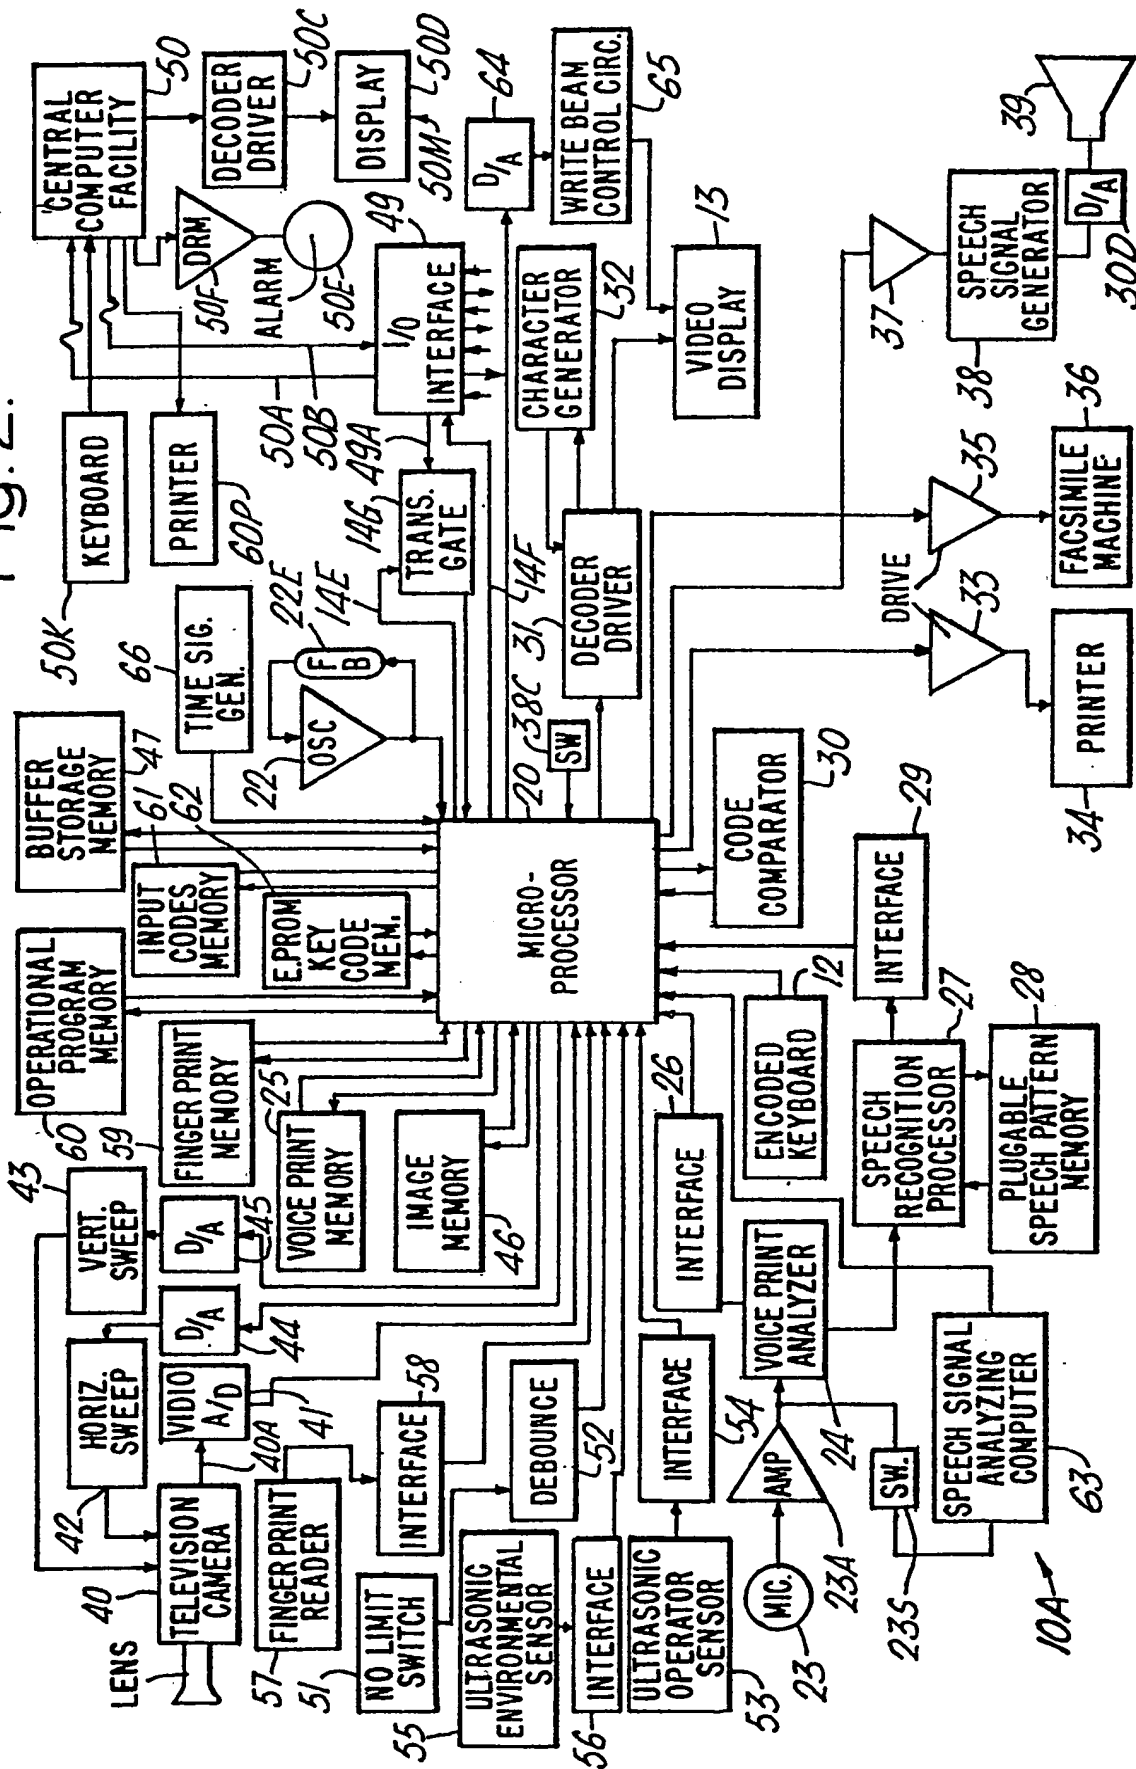 Fig. 2.
LENS
40
TELEVISION
CAMERA
42
HORIZ.
SWEEP
43
VERT.
SWEEP
40A
VIDIO
A/D
41
D/A
44
D/A
45
57
FINGERPRINT
READER
INTERFACE
58
51
NO LIMIT
SWITCH
DEBOUNCE
52
55
ULTRASONIC
ENVIRONMENTAL
SENSOR
INTERFACE
56
ULTRASONIC
OPERATOR
SENSOR
53
INTERFACE
54
MIC.
23
AMP
23A
VOICE PRINT
ANALYZER
24
INTERFACE
26
SW.
23S
SPEECH SIGNAL
ANALYZING
COMPUTER
63
10A
60
OPERATIONAL
PROGRAM
MEMORY
59
FINGER PRINT
MEMORY
25
VOICE PRINT
MEMORY
IMAGE
MEMORY
46
BUFFER
STORAGE
MEMORY
47
INPUT
CODES
MEMORY
61
E.PROM
KEY
CODE
MEM.
62
MICRO-
PROCESSOR
20
ENCODED
KEYBOARD
12
SPEECH
RECOGNITION
PROCESSOR
27
PLUGABLE
SPEECH PATTERN
MEMORY
28
INTERFACE
29
CODE
COMPARATOR
30
66
TIME SIG.
GEN.
22
OSC
F
B
22E
14E
14G
TRANS.
GATE
49A
14F
SW
38C
31
DECODER
DRIVER
CHARACTER
GENERATOR
32
50K
KEYBOARD
PRINTER
60P
50A
50B
I/O
INTERFACE
49
CENTRAL
COMPUTER
FACILITY
50
DRM
50F
ALARM
50E
DECODER
DRIVER
50C
DISPLAY
50D
50M
D/A
64
WRITE BEAM
CONTROL CIRC.
65
VIDEO
DISPLAY
13
DRIVE
33
PRINTER
34
35
FACSIMILE
MACHINE
36
37
SPEECH
SIGNAL
GENERATOR
38
D/A
30D
39